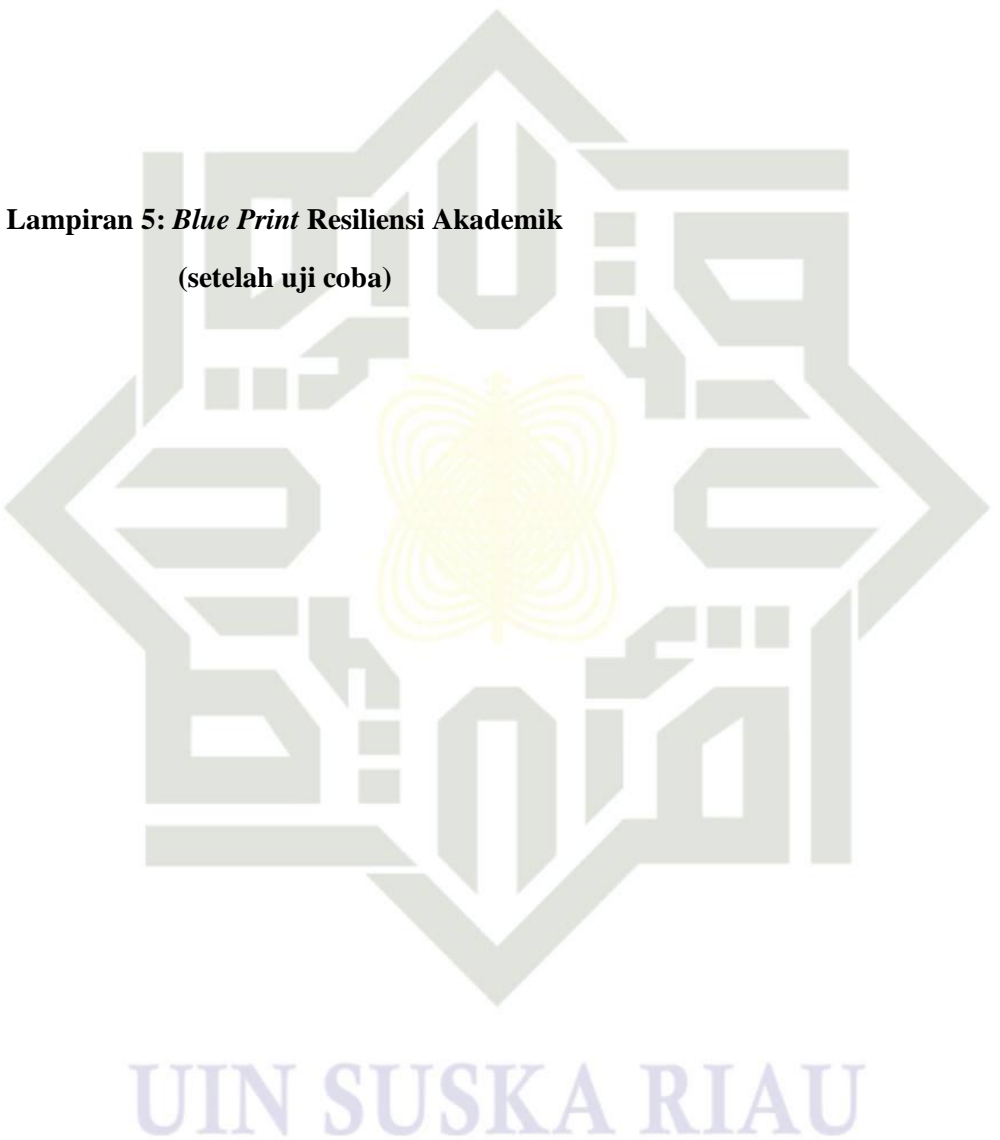 Lampiran 5: Blue Print Resiliensi Akademik
(setelah uji coba)
UIN SUSKA RIAU